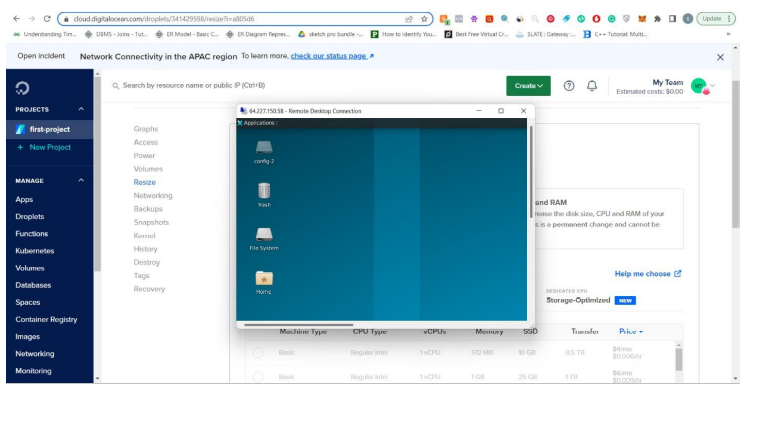 cloud.digitalocean.com/droplets/341429598/resize?i=a805d6
Update
Understanding Tim...
DBMS - Joins - Tut...
ER Model - Basic C...
ER Diagram Repres...
sketch pro bundle -...
How to Identify You...
Best Free Virtual Cr...
SLATE : Gateway :...
C++ Tutorial: Multi...
»
Open incident Network Connectivity in the APAC region To learn more, check our status page
Search by resource name or public IP (Ctrl+B)
Create
My Team
Estimated costs: $0.00
MT
PROJECTS
first-project
+ New Project
MANAGE
Apps
Droplets
Functions
Kubernetes
Volumes
Databases
Spaces
Container Registry
Images
Networking
Monitoring
Graphs
Access
Power
Volumes
Resize
Networking
Backups
Snapshots
Kernel
History
Destroy
Tags
Recovery
64.227.150.58 - Remote Desktop Connection
Applications :
config-2
Trash
File System
Home
and RAM
rease the disk size, CPU and RAM of your
s is a permanent change and cannot be
Help me choose
DEDICATED CPU
Storage-Optimized NEW
Machine Type CPU Type vCPUs Memory SSD Transfer Price
Basic Regular Intel 1 vCPU 512 MB 10 GB 0.5 TB $4/mo
$0.006/hr
Basic Regular Intel 1 vCPU 1 GB 25 GB 1 TB $6/mo
$0.009/hr